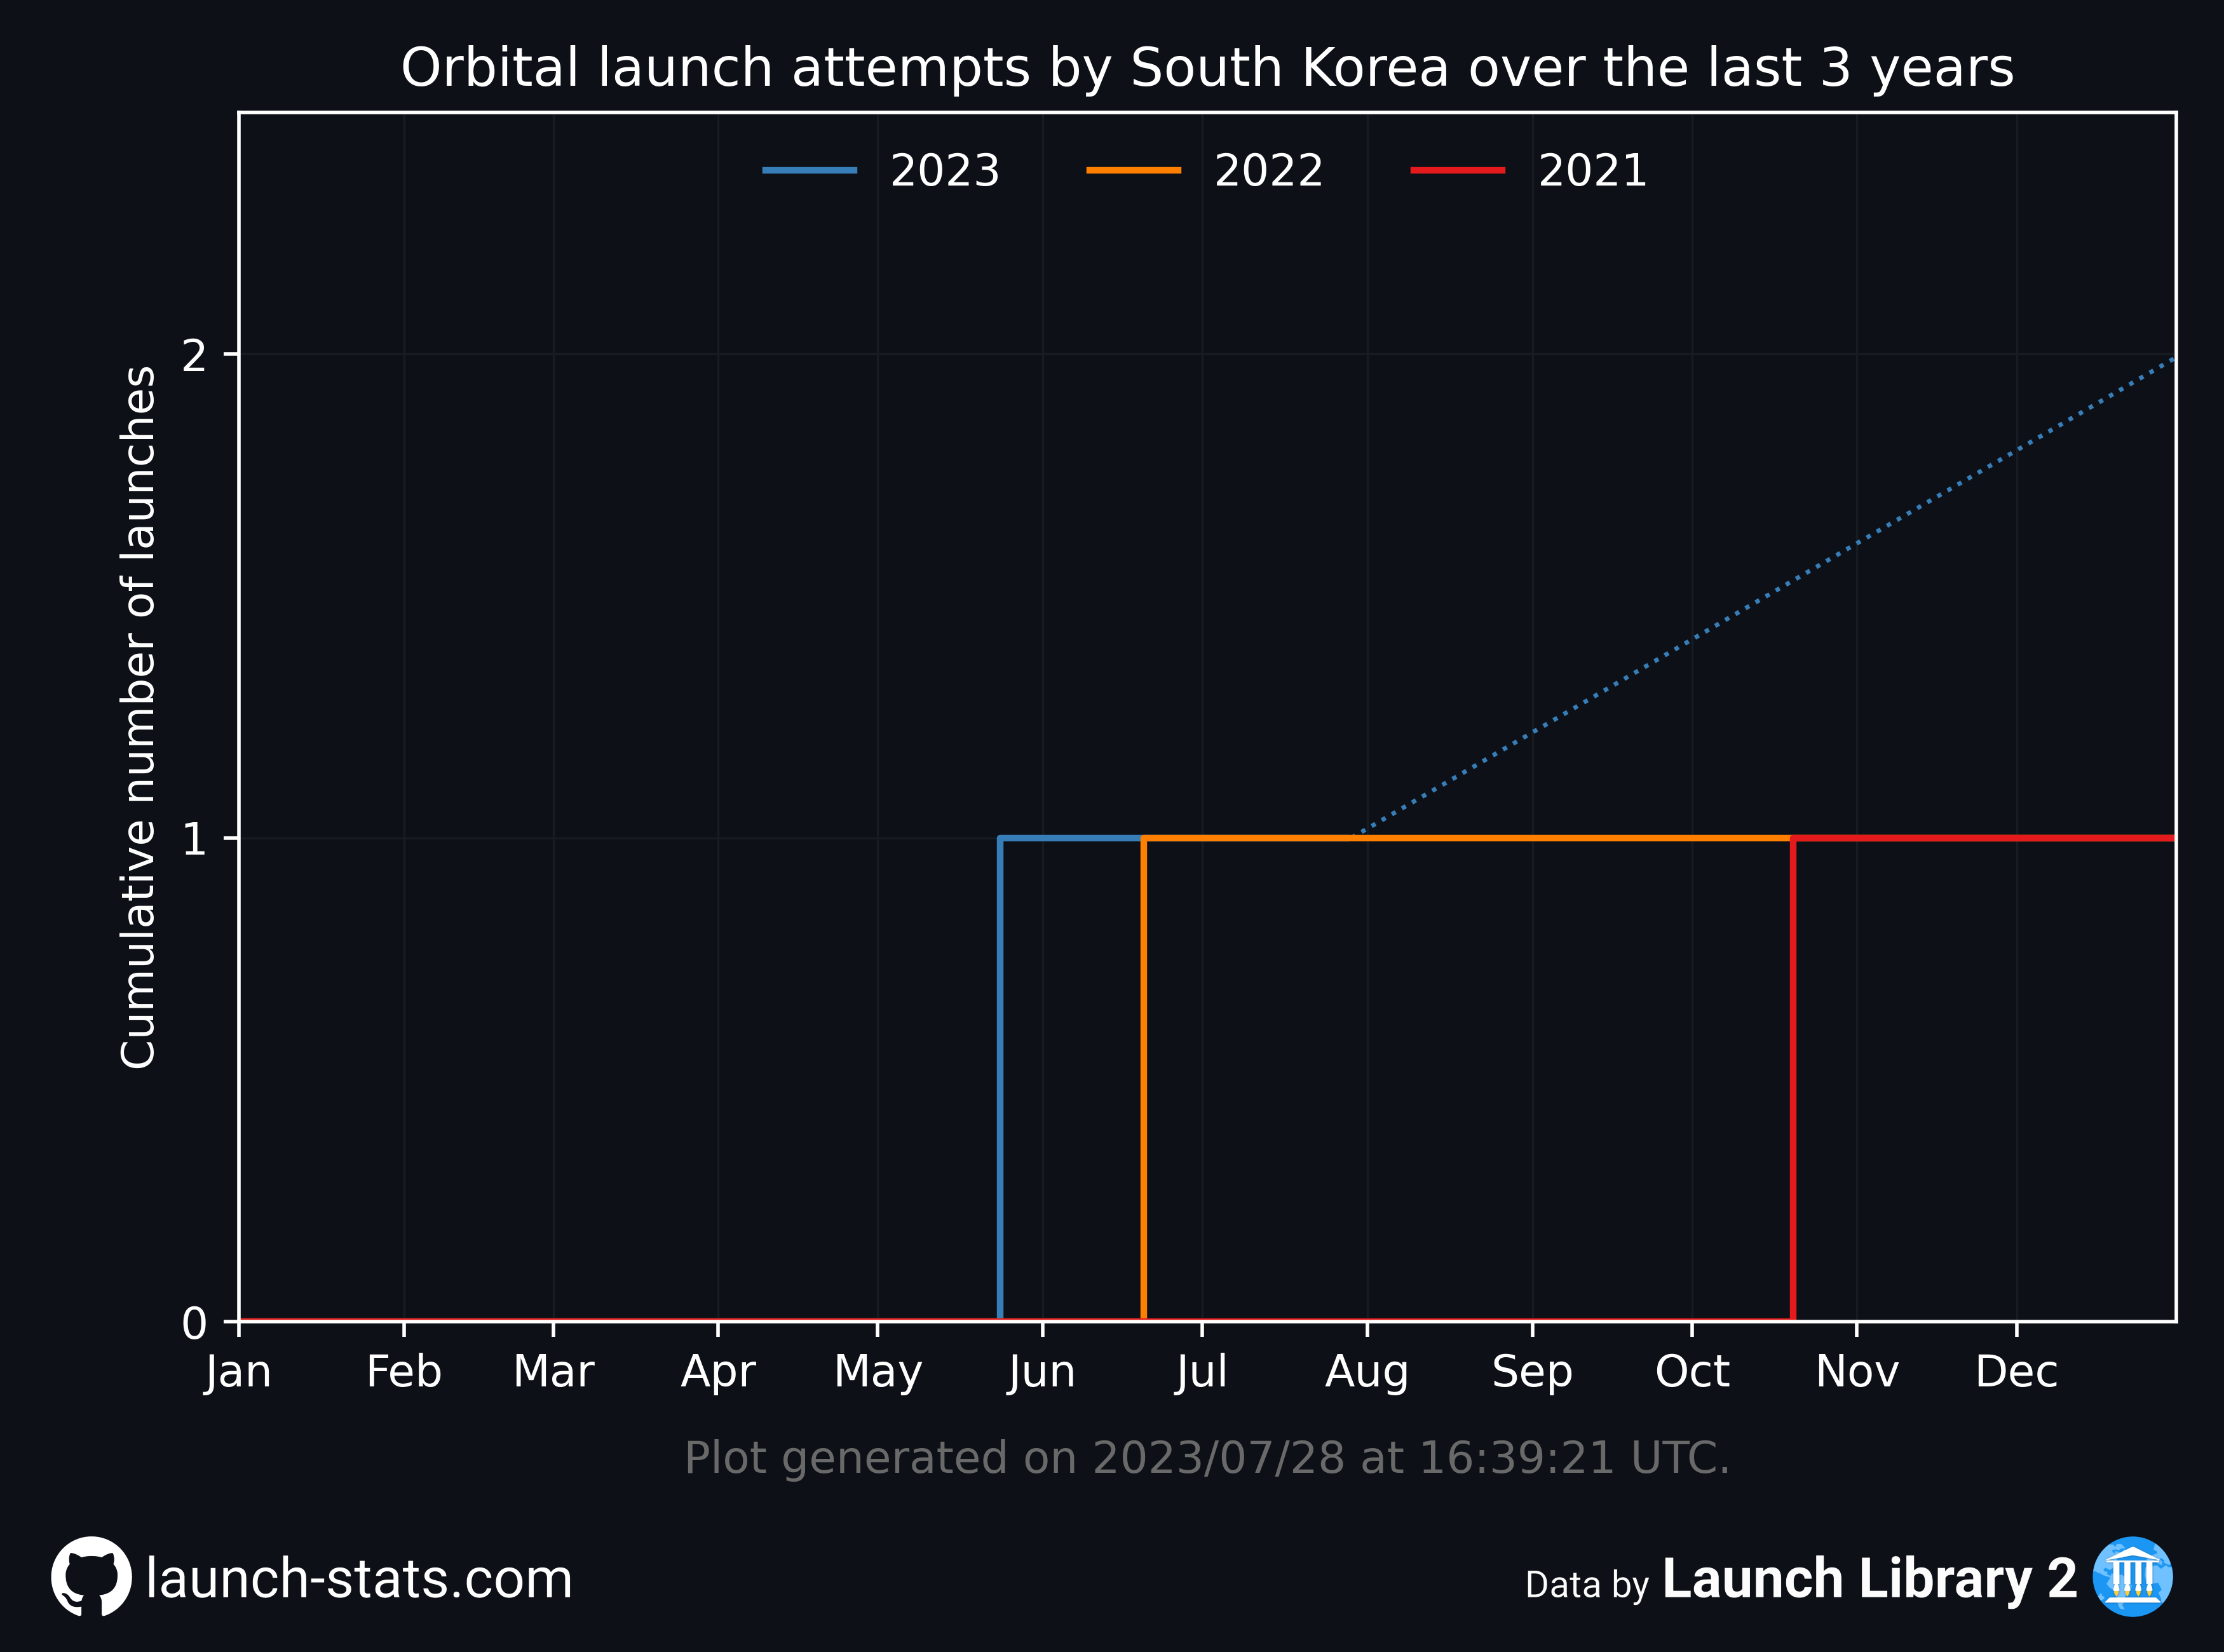 Orbital launch attempts by South Korea over the last 3 years
2023 2022 2021
Cumulative number of launches
2
1
0
Jan Feb Mar Apr May Jun Jul Aug Sep Oct Nov Dec
Plot generated on 2023/07/28 at 16:39:21 UTC.
launch-stats.com
Data by Launch Library 2